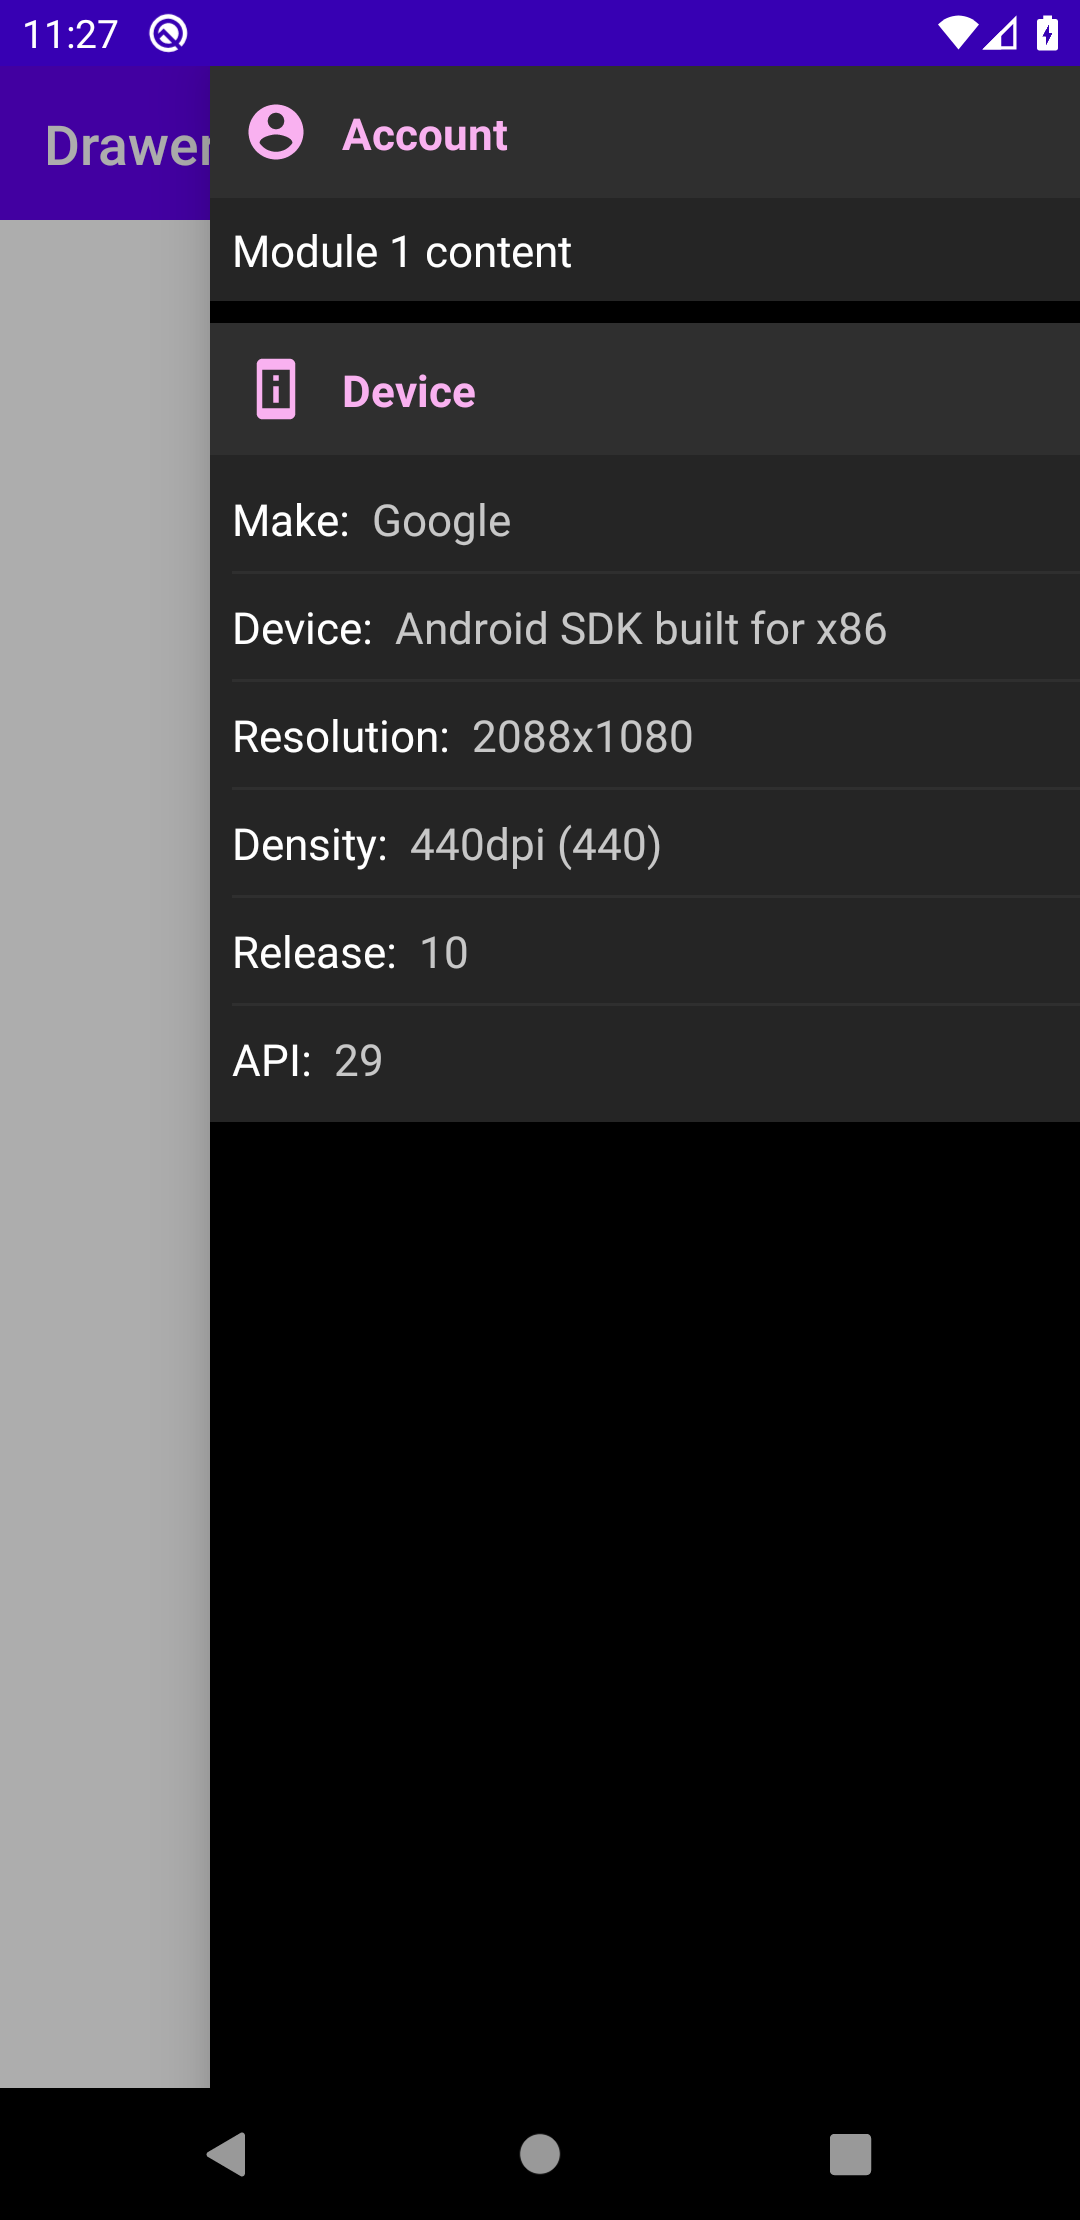 11:27
Drawer
Account
Module 1 content
Device
Make: Google
Device: Android SDK built for x86
Resolution: 2088x1080
Density: 440dpi (440)
Release: 10
API: 29